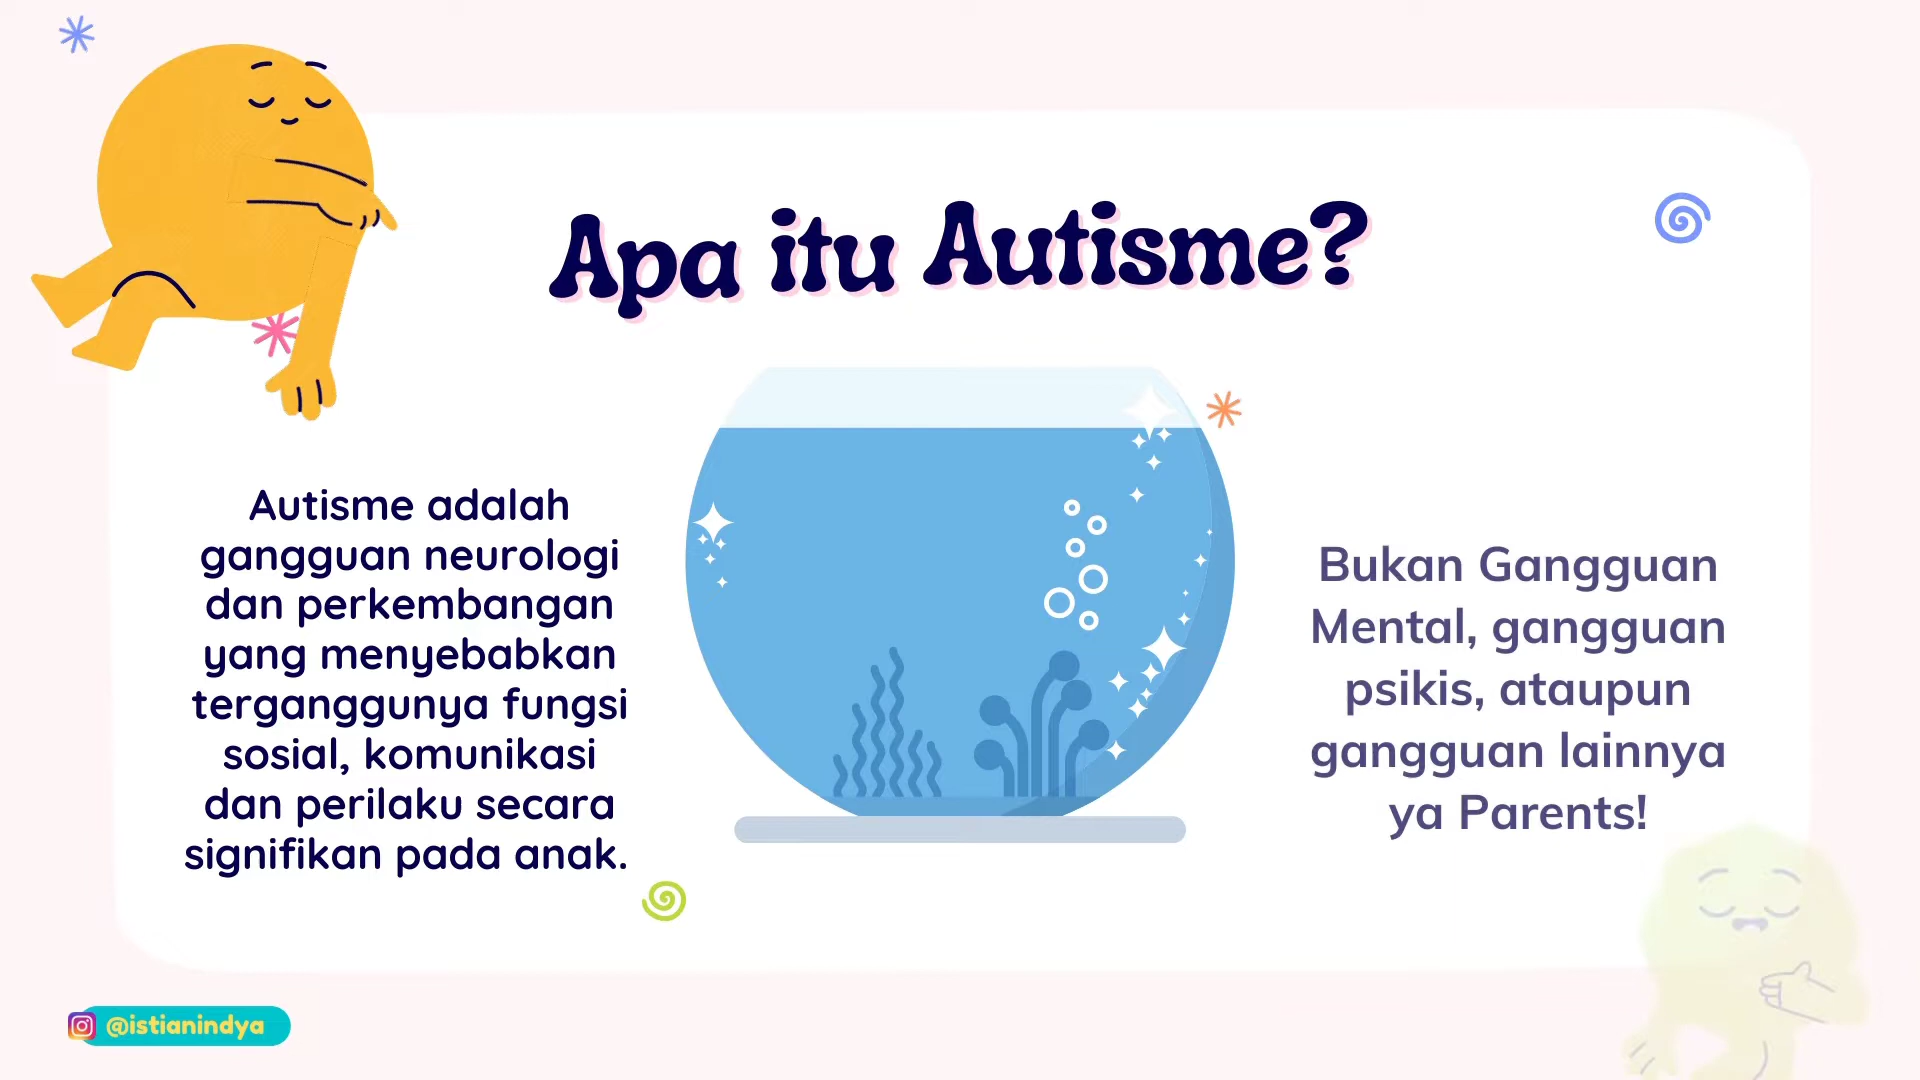 Apa itu Autisme?
Autisme adalah
gangguan neurologi
dan perkembangan
yang menyebabkan
terganggunya fungsi
sosial, komunikasi
dan perilaku secara
signifikan pada anak.
Bukan Gangguan
Mental, gangguan
psikis, ataupun
gangguan lainnya
ya Parents!
@istianindya